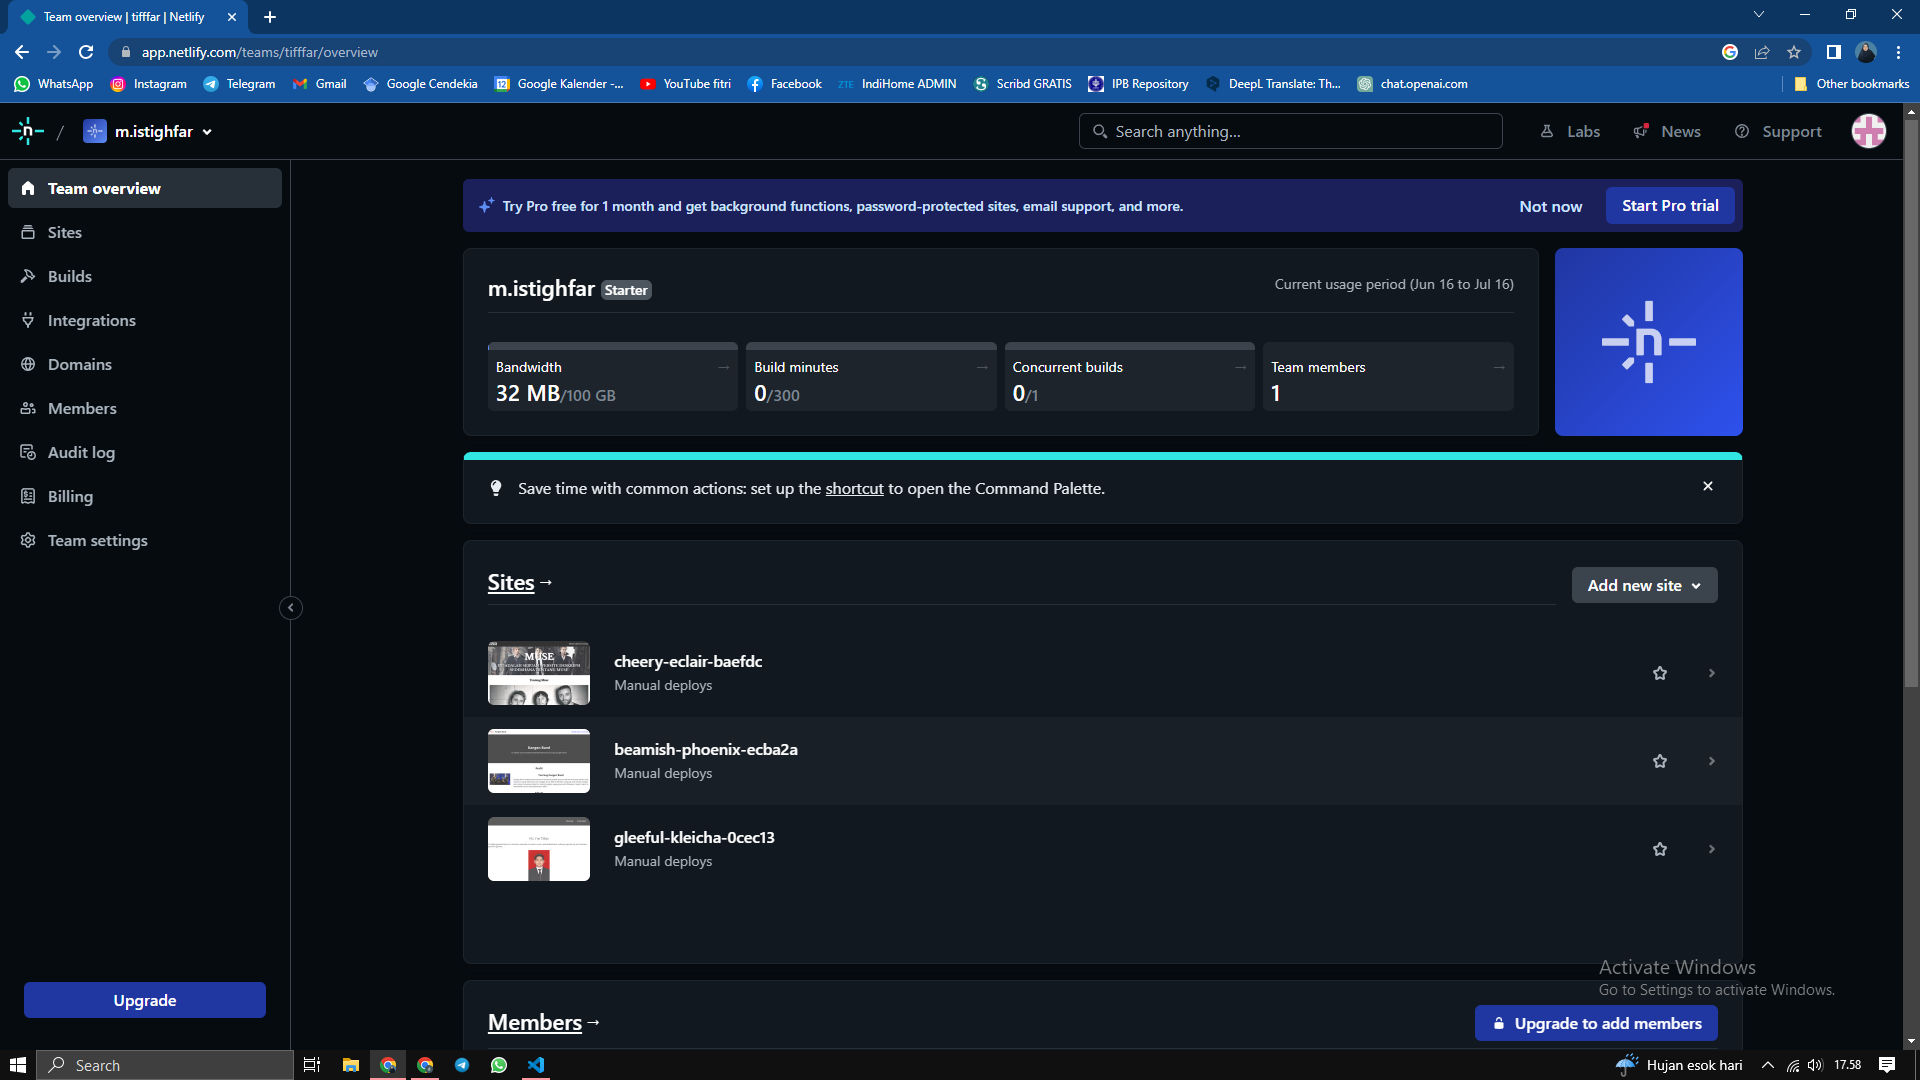 Team overview | tifffar | Netlify
app.netlify.com/teams/tifffar/overview
WhatsApp
Instagram
Telegram
Gmail
Google Cendekia
Google Kalender -...
YouTube fitri
Facebook
ZTE IndiHome ADMIN
Scribd GRATIS
IPB Repository
DeepL Translate: Th...
chat.openai.com
Other bookmarks
/ m.istighfar
Search anything...
Labs
News
Support
Team overview
Sites
Builds
Integrations
Domains
Members
Audit log
Billing
Team settings
Upgrade
Try Pro free for 1 month and get background functions, password-protected sites, email support, and more.
Not now
Start Pro trial
m.istighfar Starter
Current usage period (Jun 16 to Jul 16)
Bandwidth →
32 MB/100 GB
Build minutes →
0/300
Concurrent builds →
0/1
Team members →
1
n
Save time with common actions: set up the shortcut to open the Command Palette.
Sites →
Add new site
MUSE
cheery-eclair-baefdc
Manual deploys
beamish-phoenix-ecba2a
Manual deploys
gleeful-kleicha-0cec13
Manual deploys
Activate Windows
Go to Settings to activate Windows.
Members →
Upgrade to add members
Search
Hujan esok hari
17.58